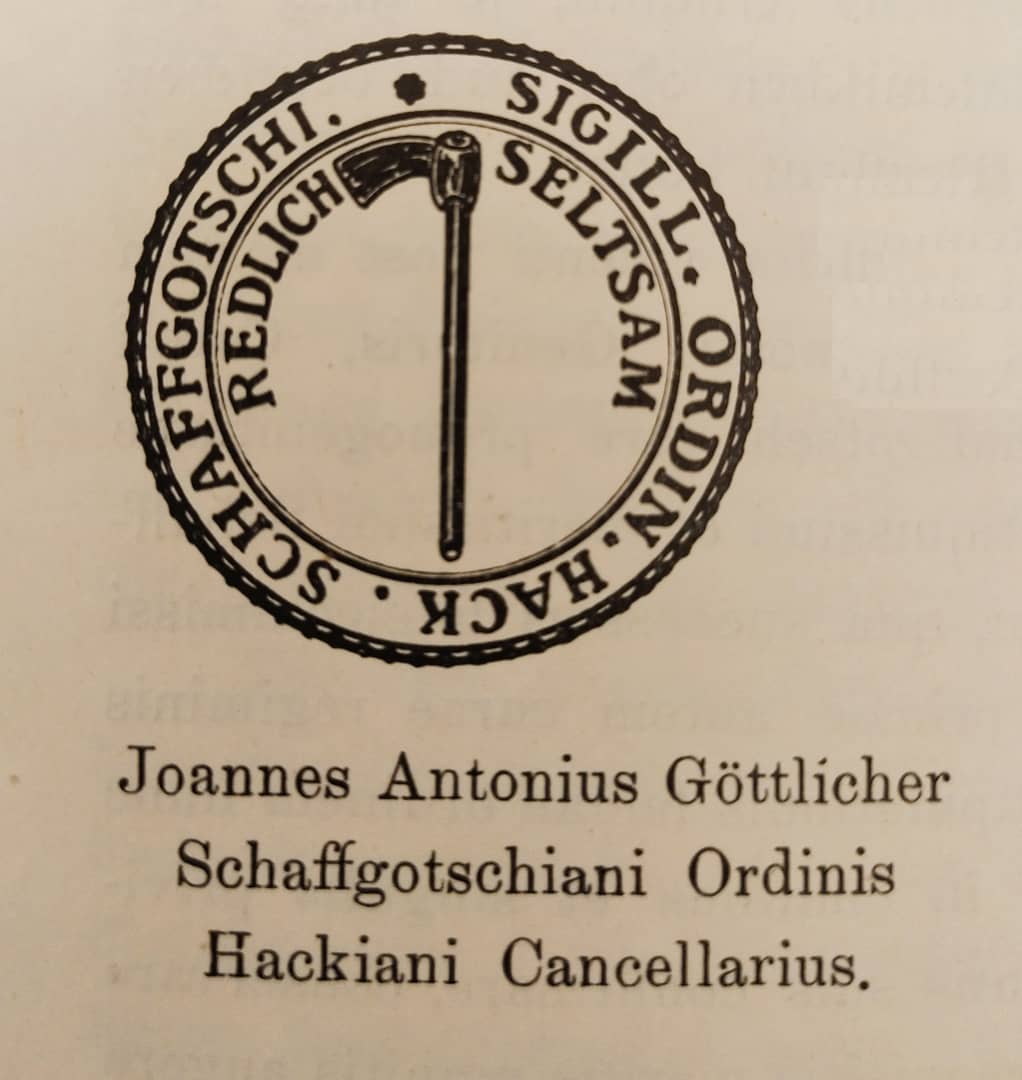 SIGILL. ORDIN. HACK. SCHAFFGOTSCHI.
REDLICH SELTSAM
Joannes Antonius Göttlicher
Schaffgotschiani Ordinis
Hackiani Cancellarius.